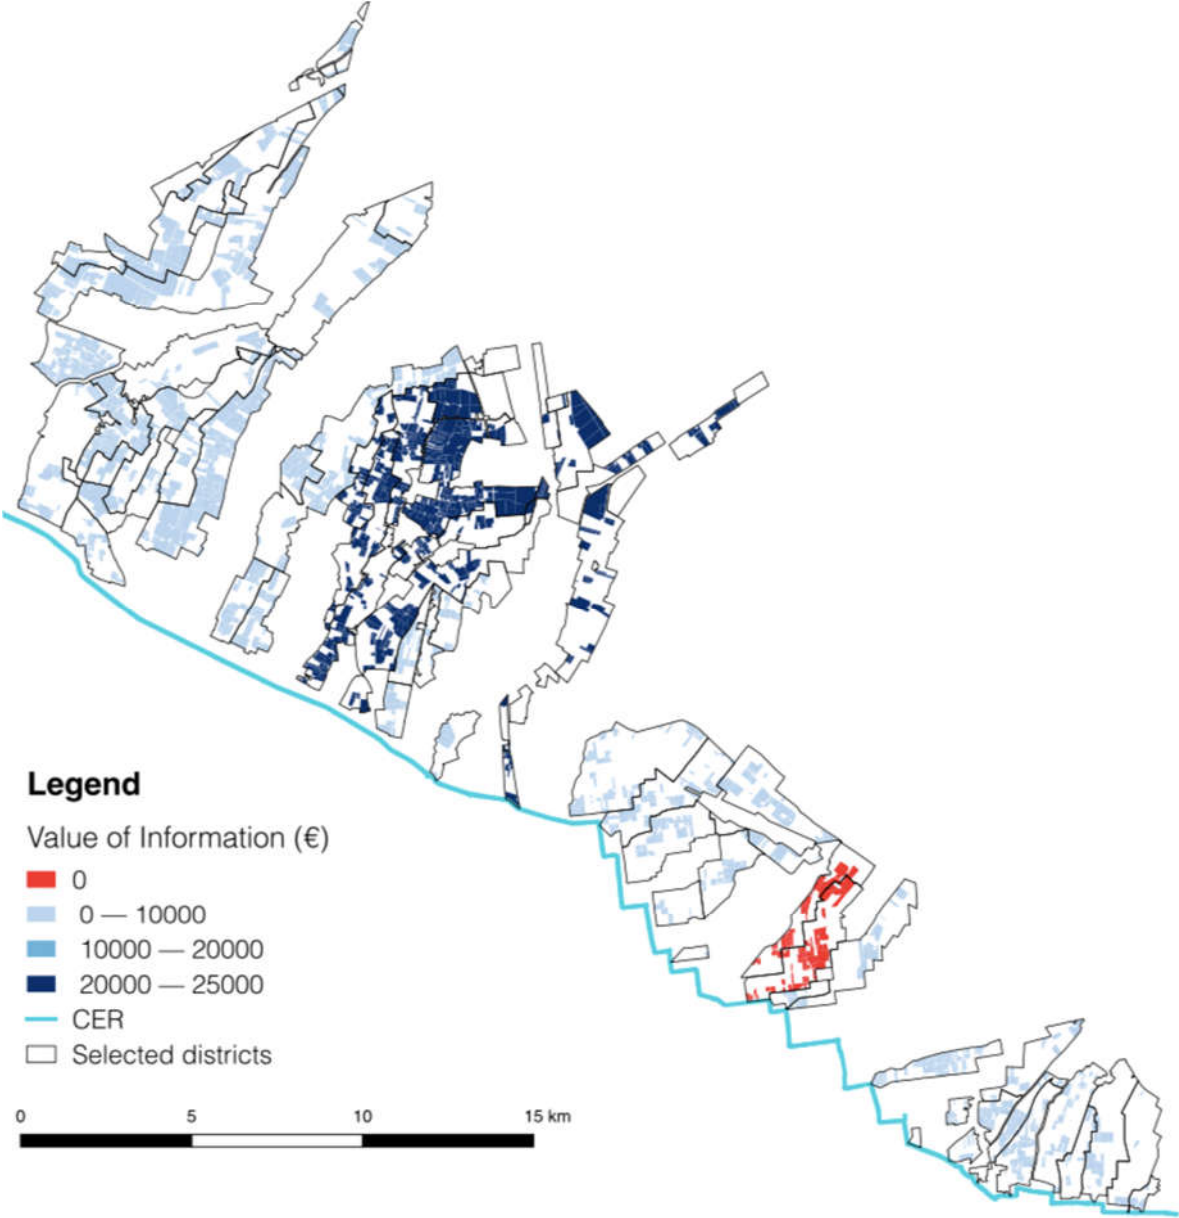 Legend
Value of Information (€)
0
0 — 10000
10000 — 20000
20000 — 25000
CER
Selected districts
0 5 10 15 km